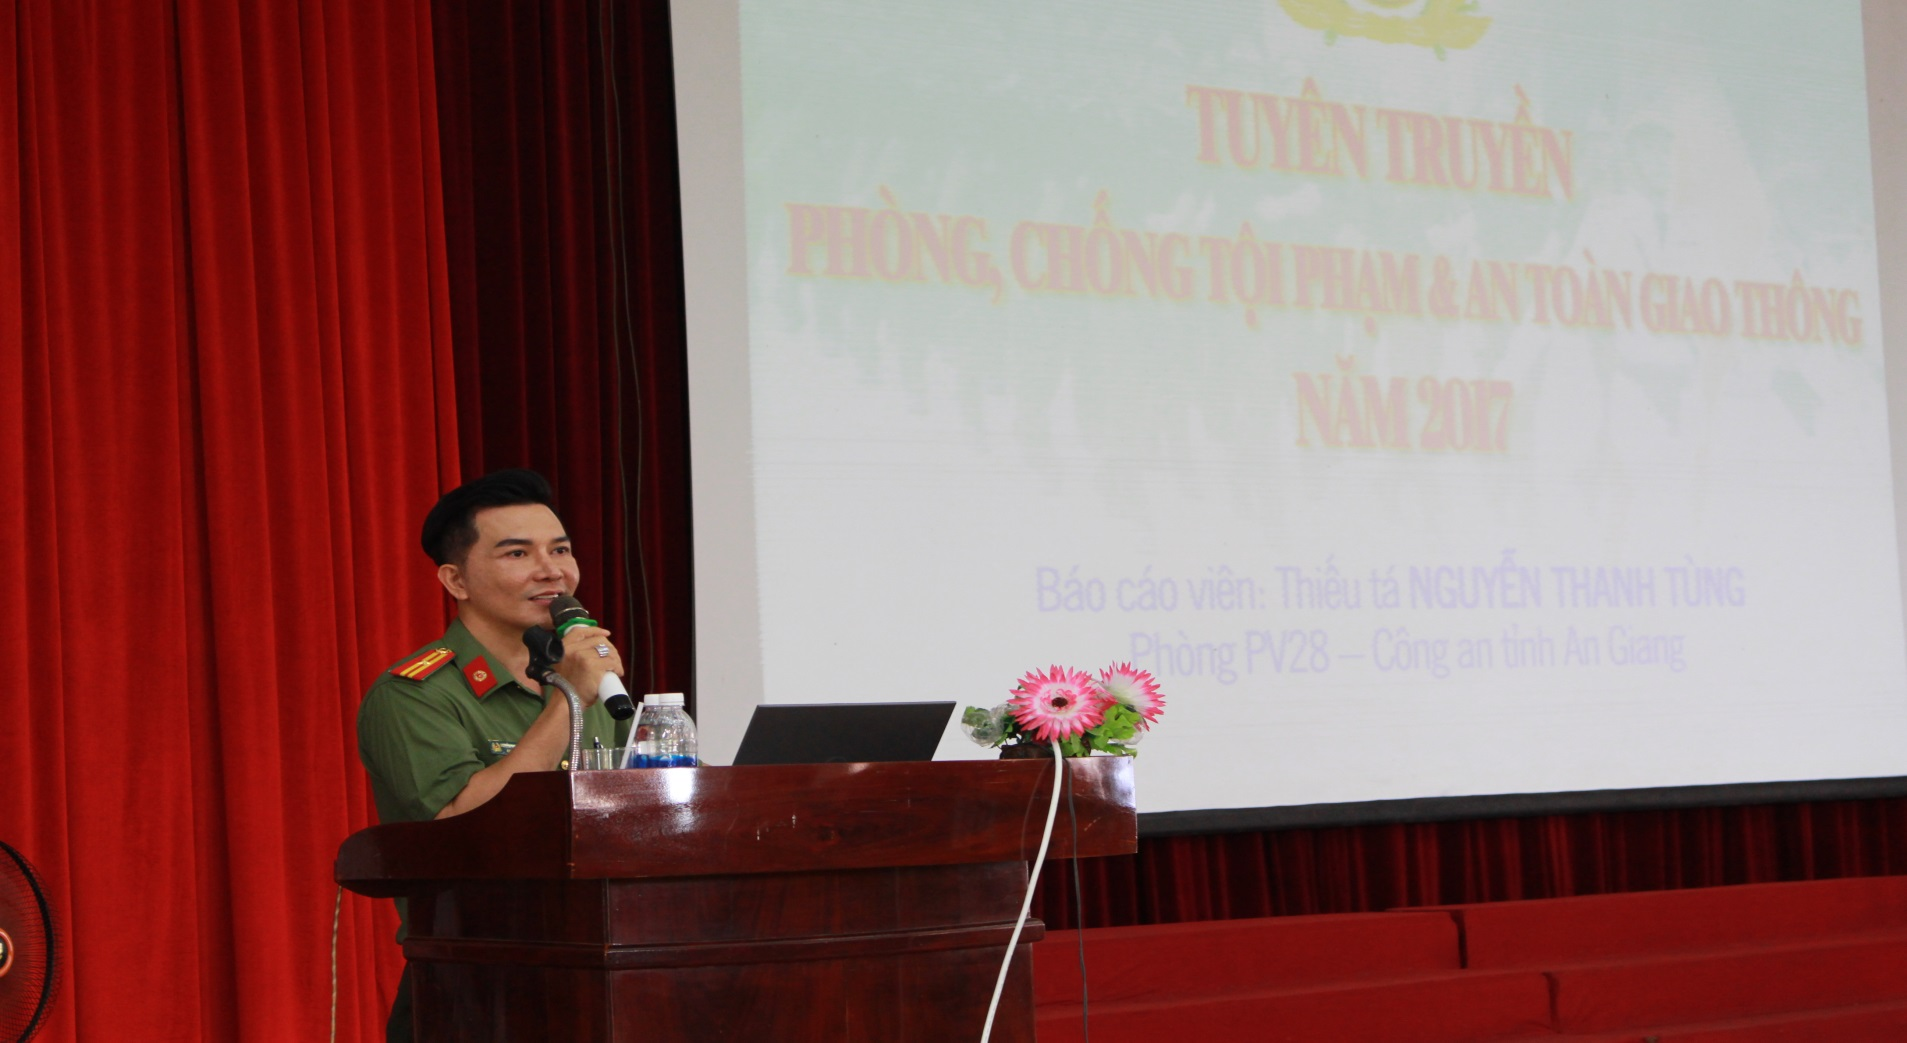 TUYÊN TRUYỀN
PHÒNG, CHỐNG TỘI PHẠM & AN TOÀN GIAO THÔNG
NĂM 2017
Báo cáo viên: Thiếu tá NGUYỄN THANH TÙNG
Phòng PV28 – Công an tỉnh An Giang